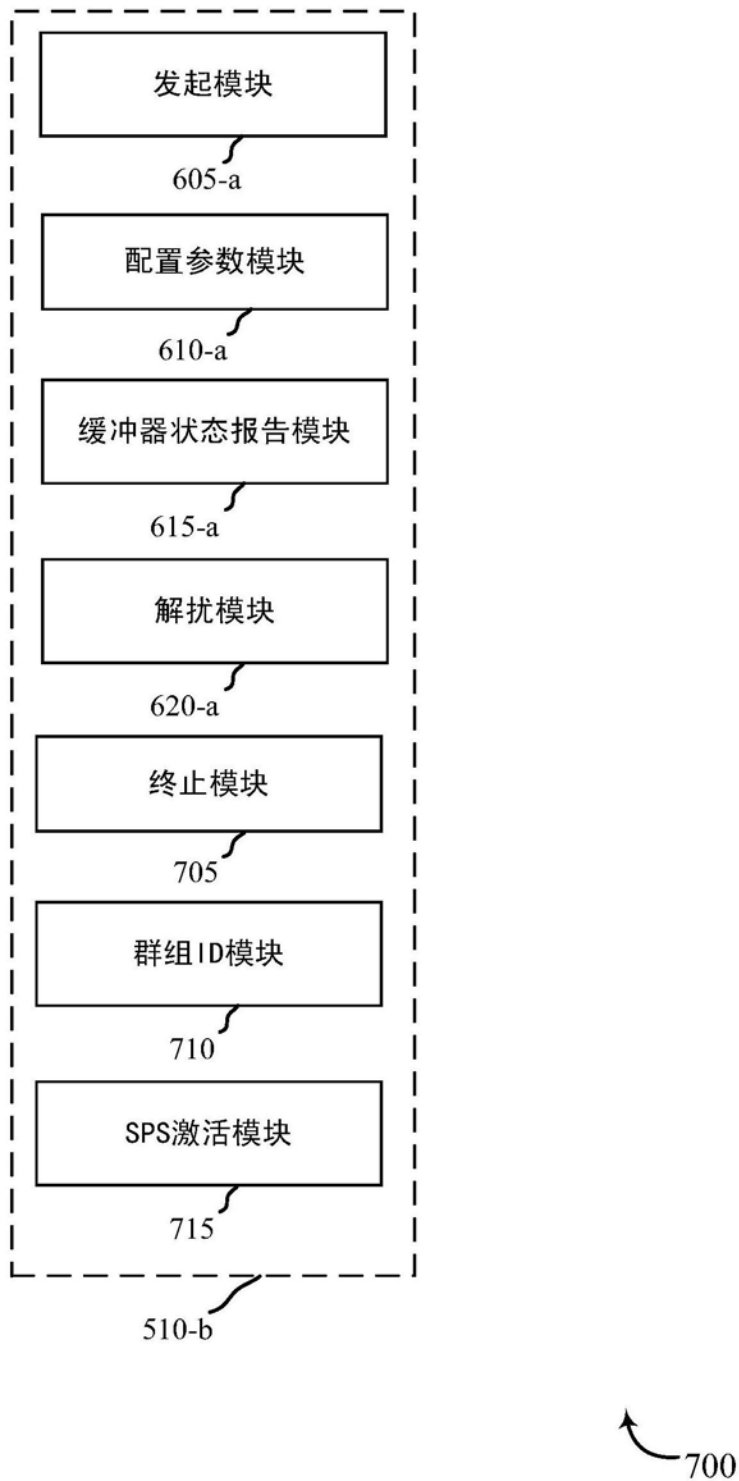 发起模块
605-a
配置参数模块
610-a
缓冲器状态报告模块
615-a
解扰模块
620-a
终止模块
705
群组ID模块
710
SPS激活模块
715
510-b
700